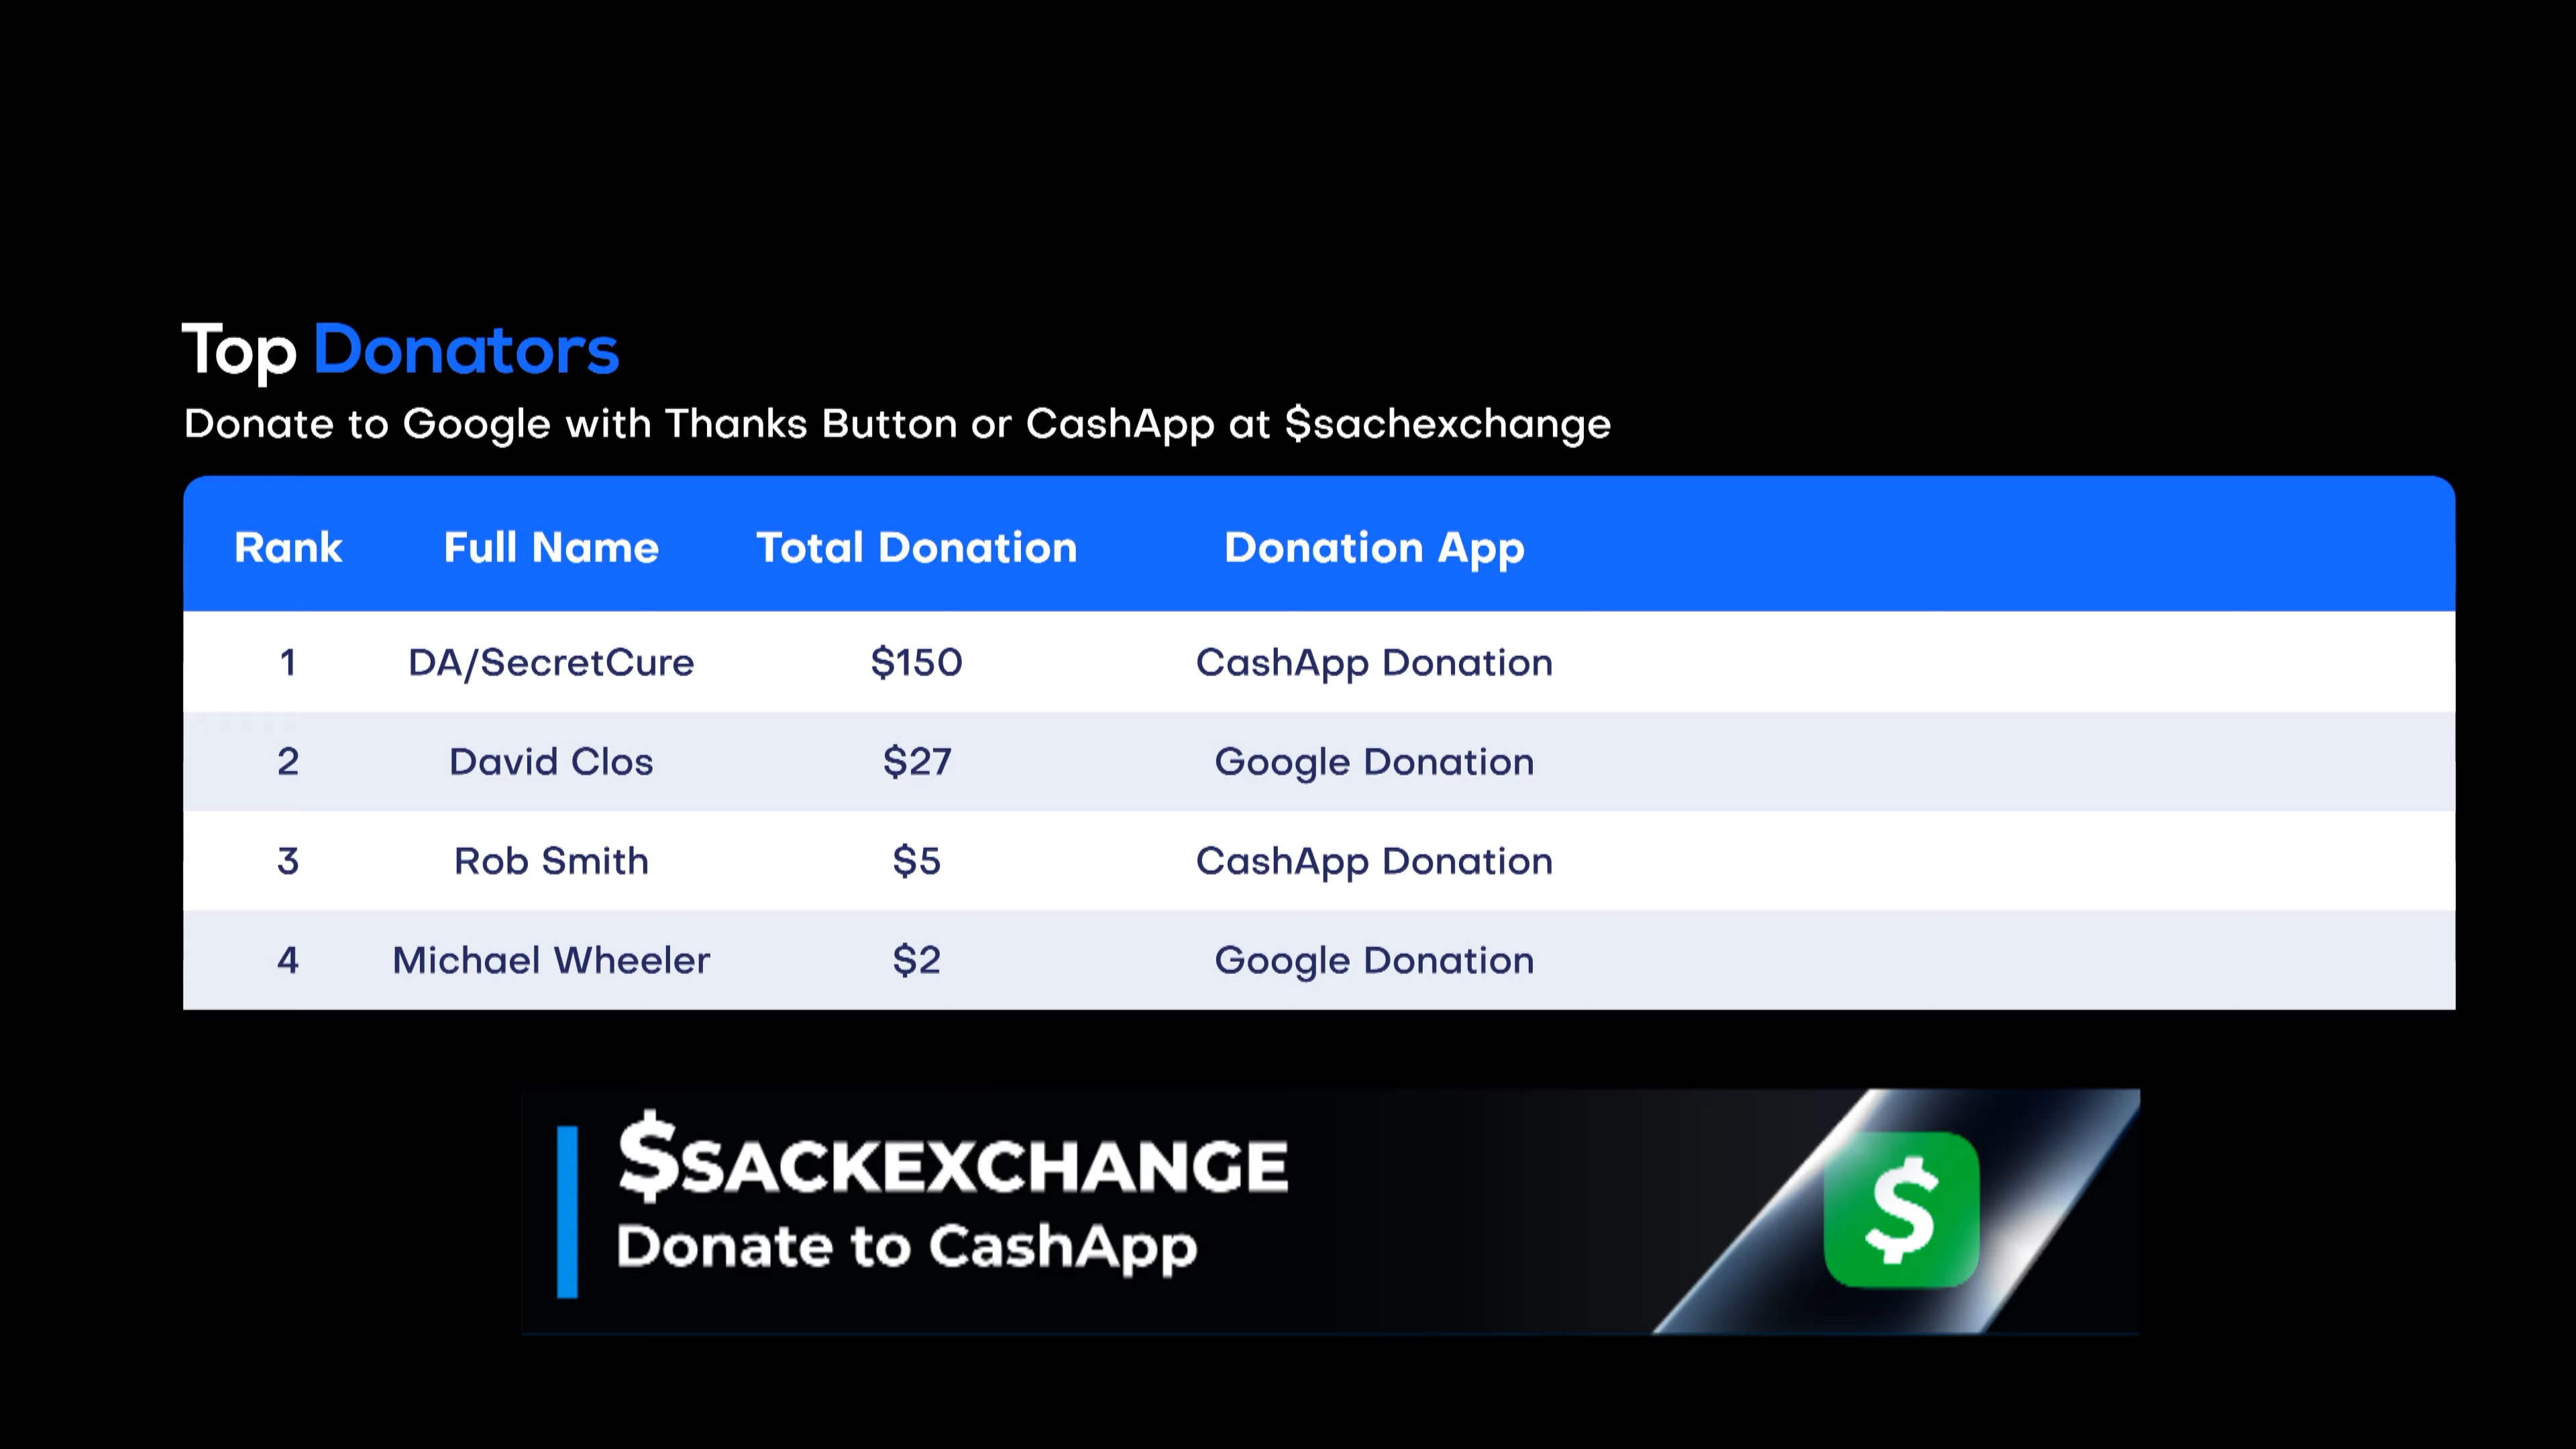 Top Donators
Donate to Google with Thanks Button or CashApp at $sachexchange
Rank Full Name Total Donation Donation App
1 DA/SecretCure $150 CashApp Donation
2 David Clos $27 Google Donation
3 Rob Smith $5 CashApp Donation
4 Michael Wheeler $2 Google Donation
$SACKEXCHANGE
Donate to CashApp
$